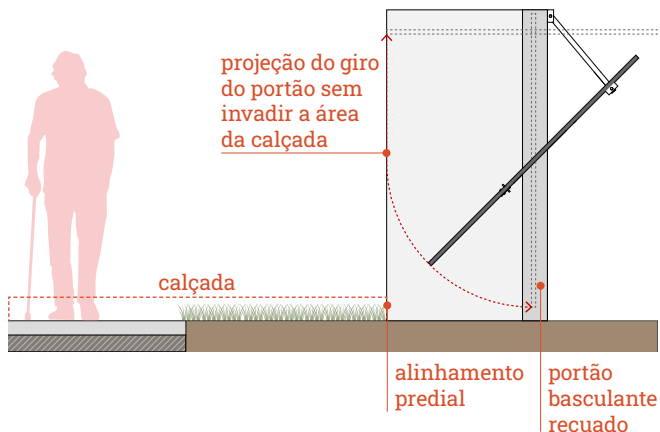 projeção do giro
do portão sem
invadir a área
da calçada
calçada
alinhamento
predial
portão
basculante
recuado